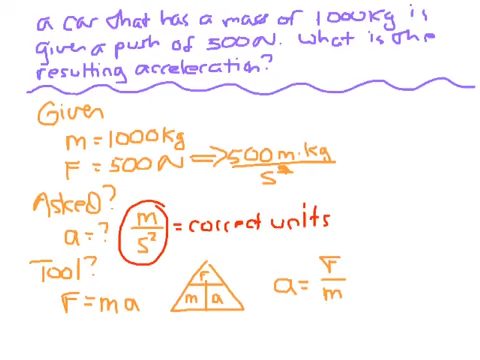 a car that has a mass of 1000kg is
given a push of 500N. What is the
resulting acceleration?
Given
m = 1000kg
F = 500N => 500 m·kg / s²
Asked?
a = ? m/s² = correct units
Tool?
F = ma
F
m a
a = F/m